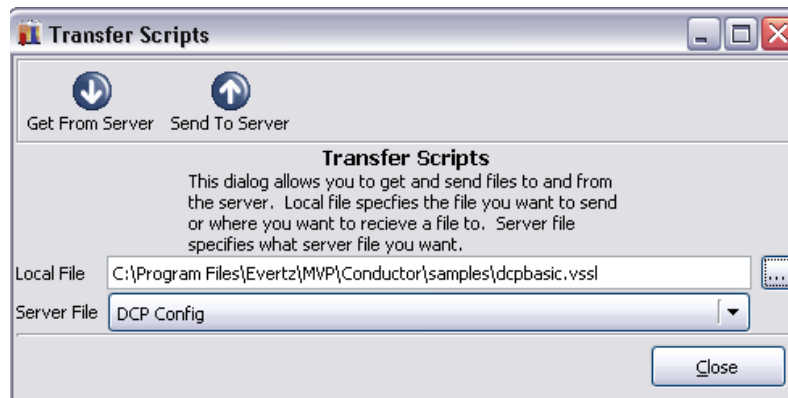 Transfer Scripts
Get From Server Send To Server
Transfer Scripts
This dialog allows you to get and send files to and from
the server. Local file specfies the file you want to send
or where you want to recieve a file to. Server file
specifies what server file you want.
Local File C:\Program Files\Evertz\MVP\Conductor\samples\dcpbasic.vssl ...
Server File DCP Config
Close